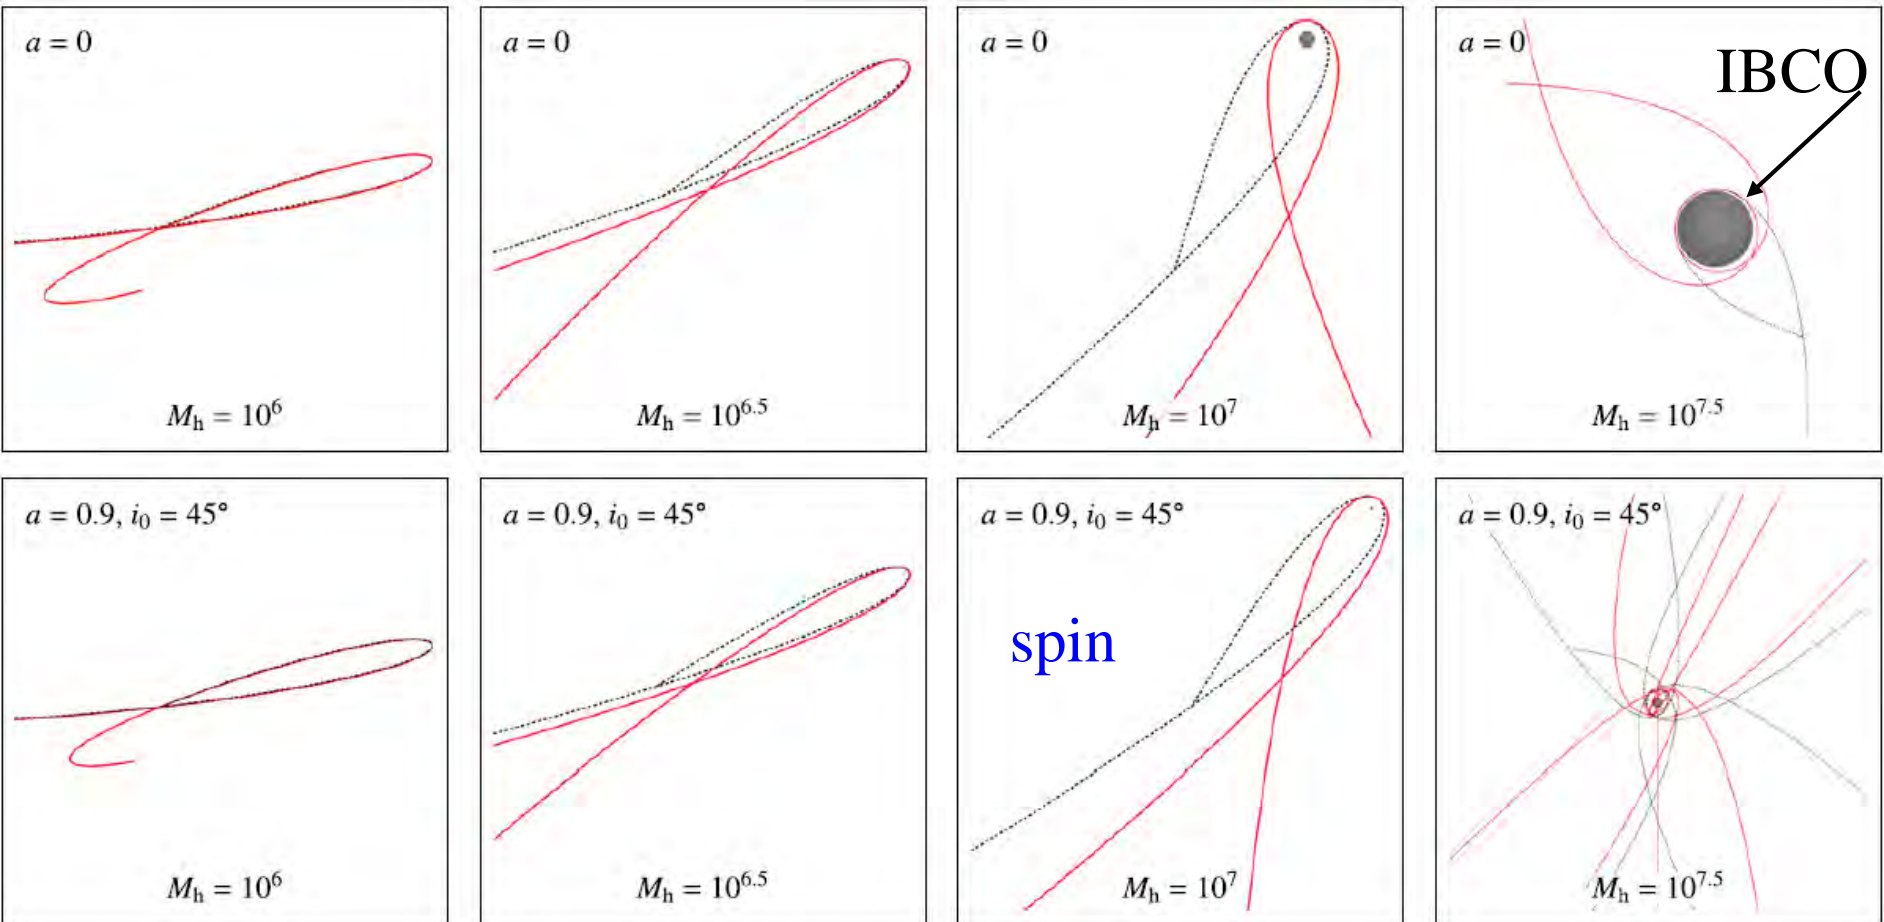 a = 0
a = 0
a = 0
a = 0
IBCO
M_h = 10^6
M_h = 10^6.5
M_h = 10^7
M_h = 10^7.5
a = 0.9, i_0 = 45°
a = 0.9, i_0 = 45°
a = 0.9, i_0 = 45°
a = 0.9, i_0 = 45°
spin
M_h = 10^6
M_h = 10^6.5
M_h = 10^7
M_h = 10^7.5